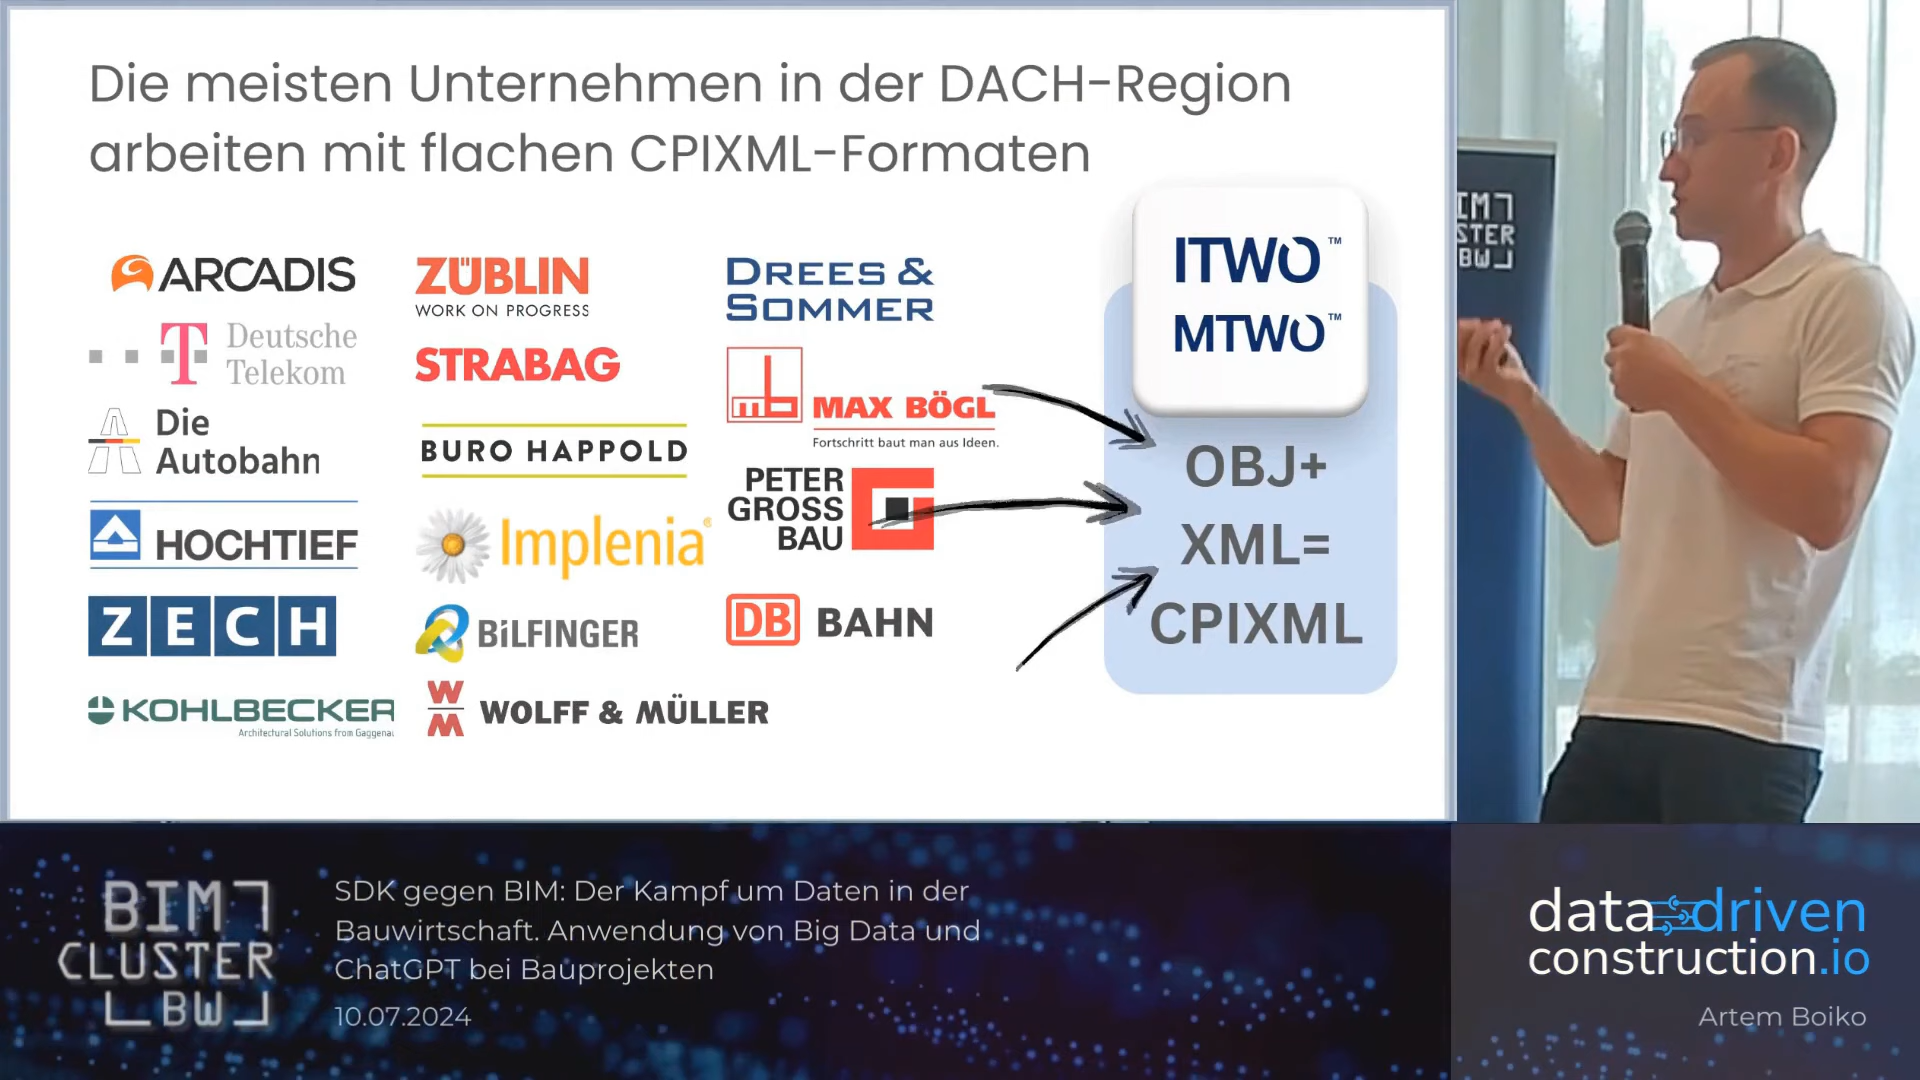 Die meisten Unternehmen in der DACH-Region
arbeiten mit flachen CPIXML-Formaten
ARCADIS
Deutsche
Telekom
Die
Autobahn
HOCHTIEF
ZECH
KOHLBECKER
Architectural Solutions from Gaggenau
ZÜBLIN
WORK ON PROGRESS
STRABAG
BURO HAPPOLD
Implenia®
BiLFINGER
WM
WOLFF & MÜLLER
DREES &
SOMMER
mb
MAX BÖGL
Fortschritt baut man aus Ideen.
PETER
GROSS
BAU
DB BAHN
ITWO™
MTWO™
OBJ+
XML=
CPIXML
BIM
CLUSTER
BW
SDK gegen BIM: Der Kampf um Daten in der
Bauwirtschaft. Anwendung von Big Data und
ChatGPT bei Bauprojekten
10.07.2024
data driven
construction.io
Artem Boiko